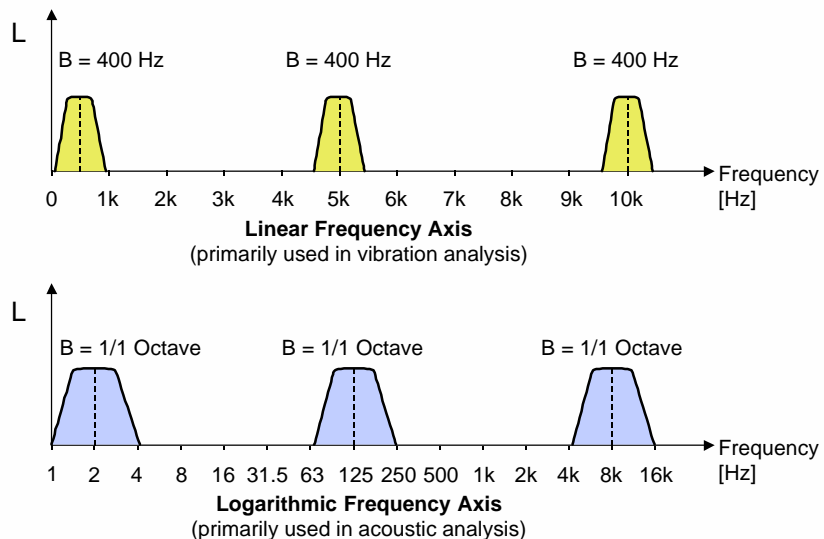 L
B = 400 Hz B = 400 Hz B = 400 Hz
Frequency
[Hz]
0 1k 2k 3k 4k 5k 6k 7k 8k 9k 10k
Linear Frequency Axis
(primarily used in vibration analysis)
L
B = 1/1 Octave B = 1/1 Octave B = 1/1 Octave
Frequency
[Hz]
1 2 4 8 16 31.5 63 125 250 500 1k 2k 4k 8k 16k
Logarithmic Frequency Axis
(primarily used in acoustic analysis)